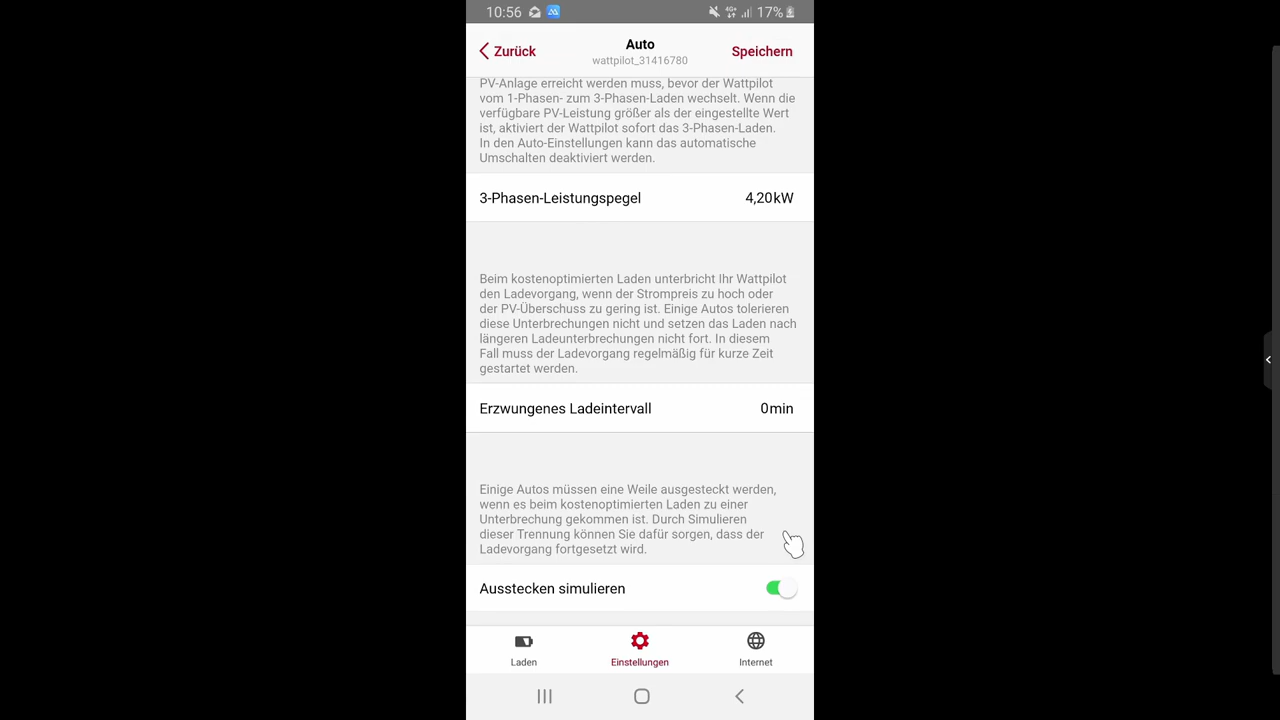 10:56
4G+
17%
Zurück
Auto
Speichern
wattpilot_31416780
PV-Anlage erreicht werden muss, bevor der Wattpilot
vom 1-Phasen- zum 3-Phasen-Laden wechselt. Wenn die
verfügbare PV-Leistung größer als der eingestellte Wert
ist, aktiviert der Wattpilot sofort das 3-Phasen-Laden.
In den Auto-Einstellungen kann das automatische
Umschalten deaktiviert werden.
3-Phasen-Leistungspegel
4,20kW
Beim kostenoptimierten Laden unterbricht Ihr Wattpilot
den Ladevorgang, wenn der Strompreis zu hoch oder
der PV-Überschuss zu gering ist. Einige Autos tolerieren
diese Unterbrechungen nicht und setzen das Laden nach
längeren Ladeunterbrechungen nicht fort. In diesem
Fall muss der Ladevorgang regelmäßig für kurze Zeit
gestartet werden.
Erzwungenes Ladeintervall
0min
Einige Autos müssen eine Weile ausgesteckt werden,
wenn es beim kostenoptimierten Laden zu einer
Unterbrechung gekommen ist. Durch Simulieren
dieser Trennung können Sie dafür sorgen, dass der
Ladevorgang fortgesetzt wird.
Ausstecken simulieren
Laden
Einstellungen
Internet